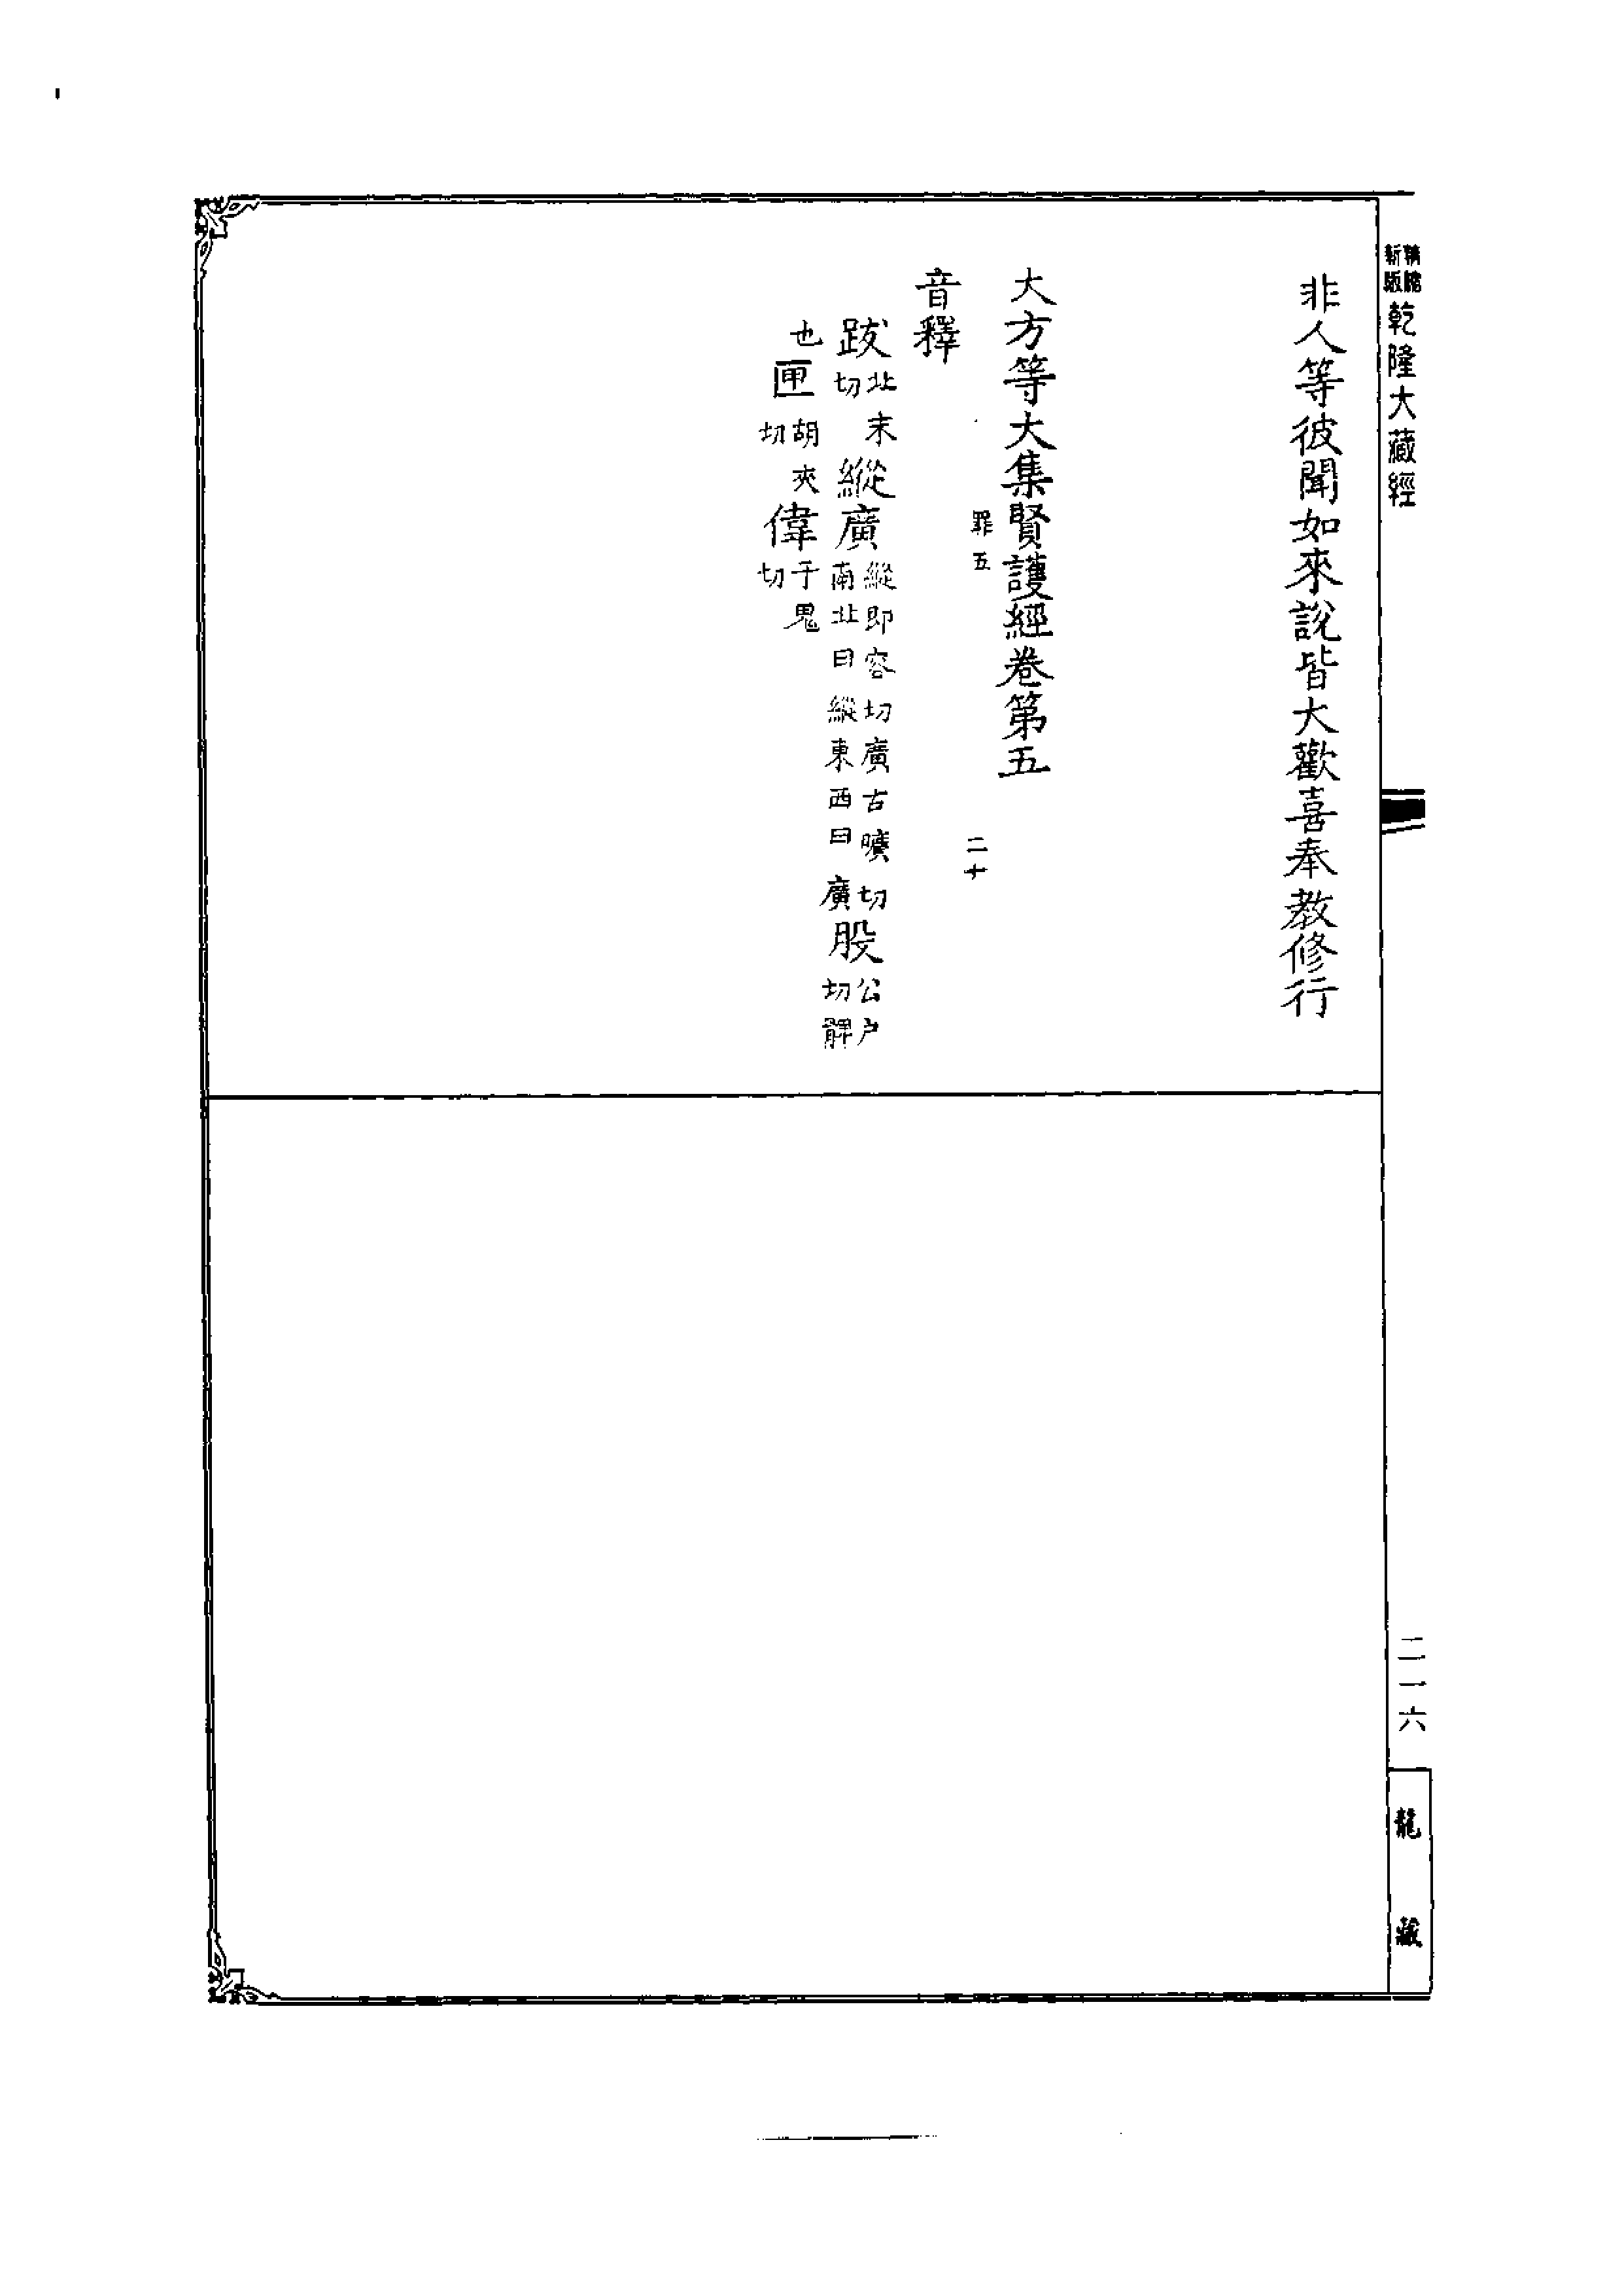 精縮新版
乾隆大藏經
二一六
龍藏
非人等彼聞如來說皆大歡喜奉教修行
大方等大集賢護經卷第五
罪五 二十
音釋
跋北末切縱廣縱即容切廣古曠切南北曰縱東西曰廣股公户切髀
也匣胡夾切偉于鬼切